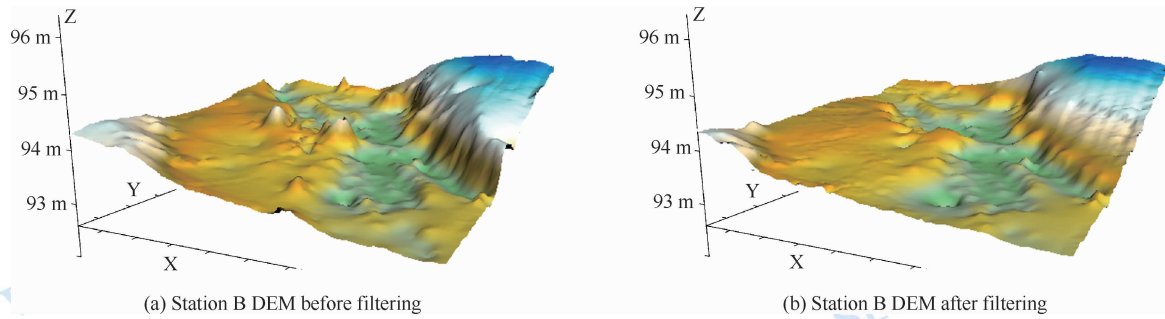 Z
96 m
95 m
94 m
93 m
Y
X
(a) Station B DEM before filtering
Z
96 m
95 m
94 m
93 m
Y
X
(b) Station B DEM after filtering